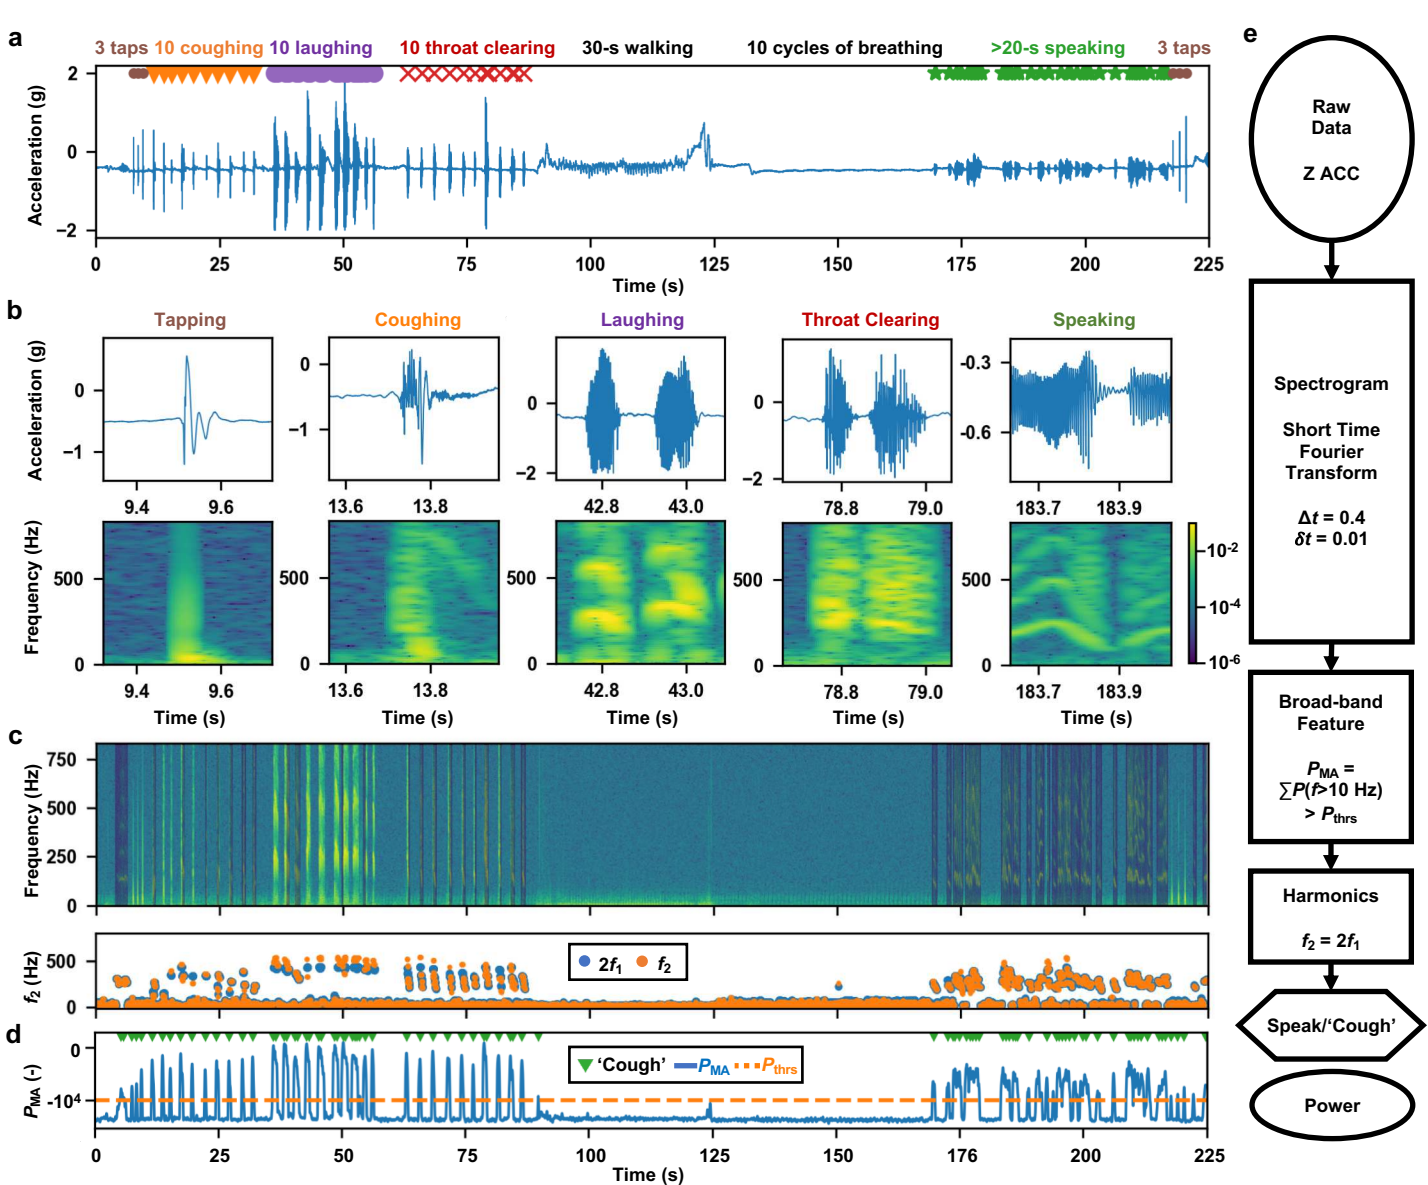 a
3 taps 10 coughing 10 laughing 10 throat clearing 30-s walking 10 cycles of breathing >20-s speaking 3 taps
Acceleration (g)
2
0
−2
0 25 50 75 100 125 150 175 200 225
Time (s)
b
Tapping Coughing Laughing Throat Clearing Speaking
Acceleration (g)
0
−1
9.4 9.6
0
−1
13.6 13.8
0
−2
42.8 43.0
0
−2
78.8 79.0
-0.3
-0.6
183.7 183.9
Frequency (Hz)
500
0
9.4 9.6
Time (s)
500
0
13.6 13.8
Time (s)
500
0
42.8 43.0
Time (s)
500
0
78.8 79.0
Time (s)
500
0
183.7 183.9
Time (s)
10-2
10-4
10-6
c
Frequency (Hz)
750
500
250
0
f2 (Hz)
500
0
2f1 f2
d
PMA (-)
0
-10⁴
'Cough' PMA Pthrs
0 25 50 75 100 125 150 176 200 225
Time (s)
e
Raw
Data
Z ACC
Spectrogram
Short Time
Fourier
Transform
Δt = 0.4
δt = 0.01
Broad-band
Feature
PMA =
∑P(f>10 Hz)
> Pthrs
Harmonics
f2 = 2f1
Speak/'Cough'
Power